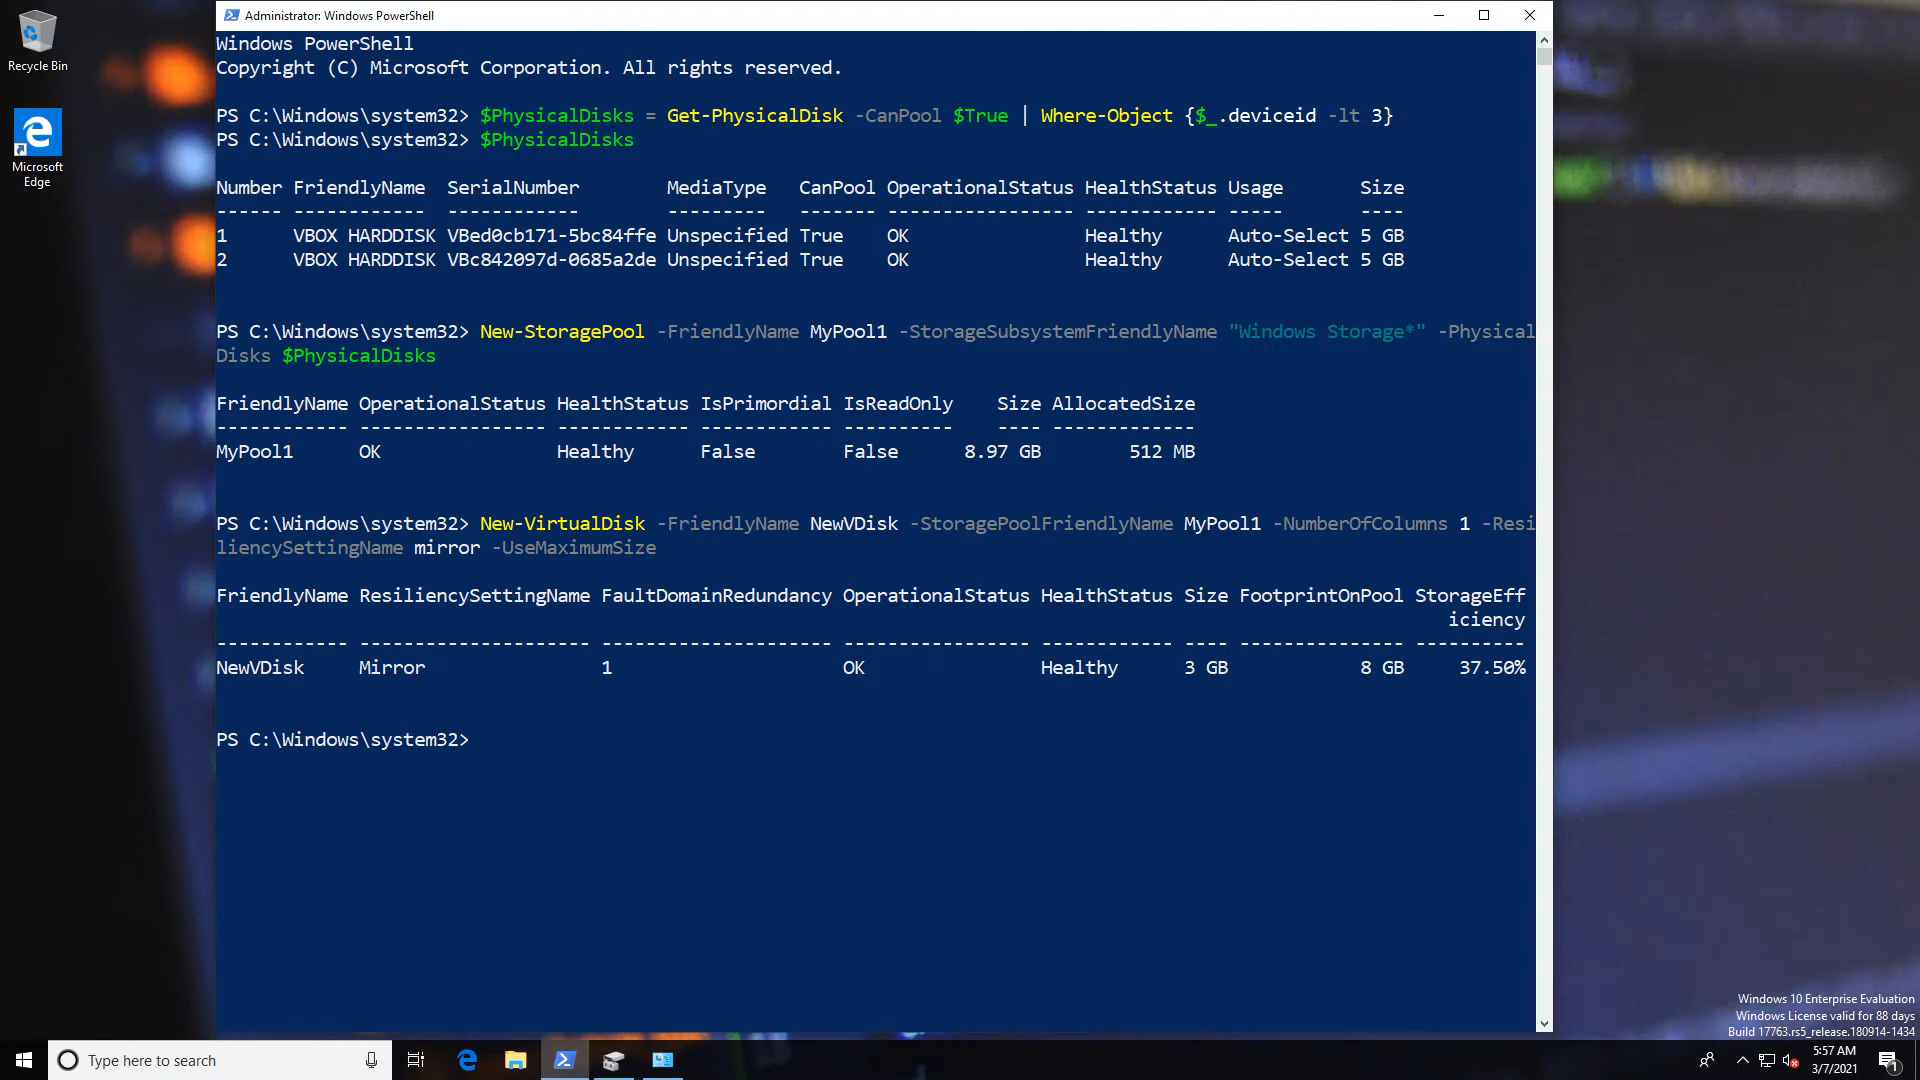 Recycle Bin
Microsoft
Edge
Administrator: Windows PowerShell
Windows PowerShell
Copyright (C) Microsoft Corporation. All rights reserved.
PS C:\Windows\system32> $PhysicalDisks = Get-PhysicalDisk -CanPool $True | Where-Object {$_.deviceid -lt 3}
PS C:\Windows\system32> $PhysicalDisks
Number FriendlyName SerialNumber MediaType CanPool OperationalStatus HealthStatus Usage Size
------ ------------ ------------ --------- ------- ----------------- ------------ ----- ----
1 VBOX HARDDISK VBed0cb171-5bc84ffe Unspecified True OK Healthy Auto-Select 5 GB
2 VBOX HARDDISK VBc842097d-0685a2de Unspecified True OK Healthy Auto-Select 5 GB
PS C:\Windows\system32> New-StoragePool -FriendlyName MyPool1 -StorageSubsystemFriendlyName "Windows Storage*" -Physical
Disks $PhysicalDisks
FriendlyName OperationalStatus HealthStatus IsPrimordial IsReadOnly Size AllocatedSize
------------ ----------------- ------------ ------------ ---------- ---- -------------
MyPool1 OK Healthy False False 8.97 GB 512 MB
PS C:\Windows\system32> New-VirtualDisk -FriendlyName NewVDisk -StoragePoolFriendlyName MyPool1 -NumberOfColumns 1 -Resi
liencySettingName mirror -UseMaximumSize
FriendlyName ResiliencySettingName FaultDomainRedundancy OperationalStatus HealthStatus Size FootprintOnPool StorageEff
iciency
------------ --------------------- --------------------- ----------------- ------------ ---- --------------- ----------
NewVDisk Mirror 1 OK Healthy 3 GB 8 GB 37.50%
PS C:\Windows\system32>
Windows 10 Enterprise Evaluation
Windows License valid for 88 days
Build 17763.rs5_release.180914-1434
Type here to search
5:57 AM
3/7/2021
1